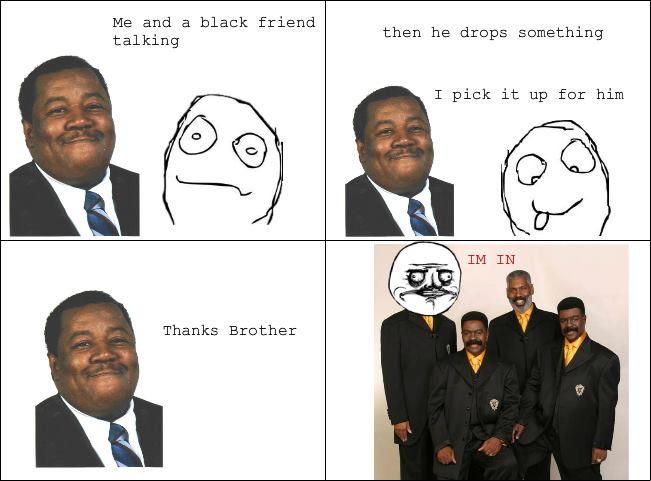 Me and a black friend
talking
then he drops something
I pick it up for him
Thanks Brother
IM IN